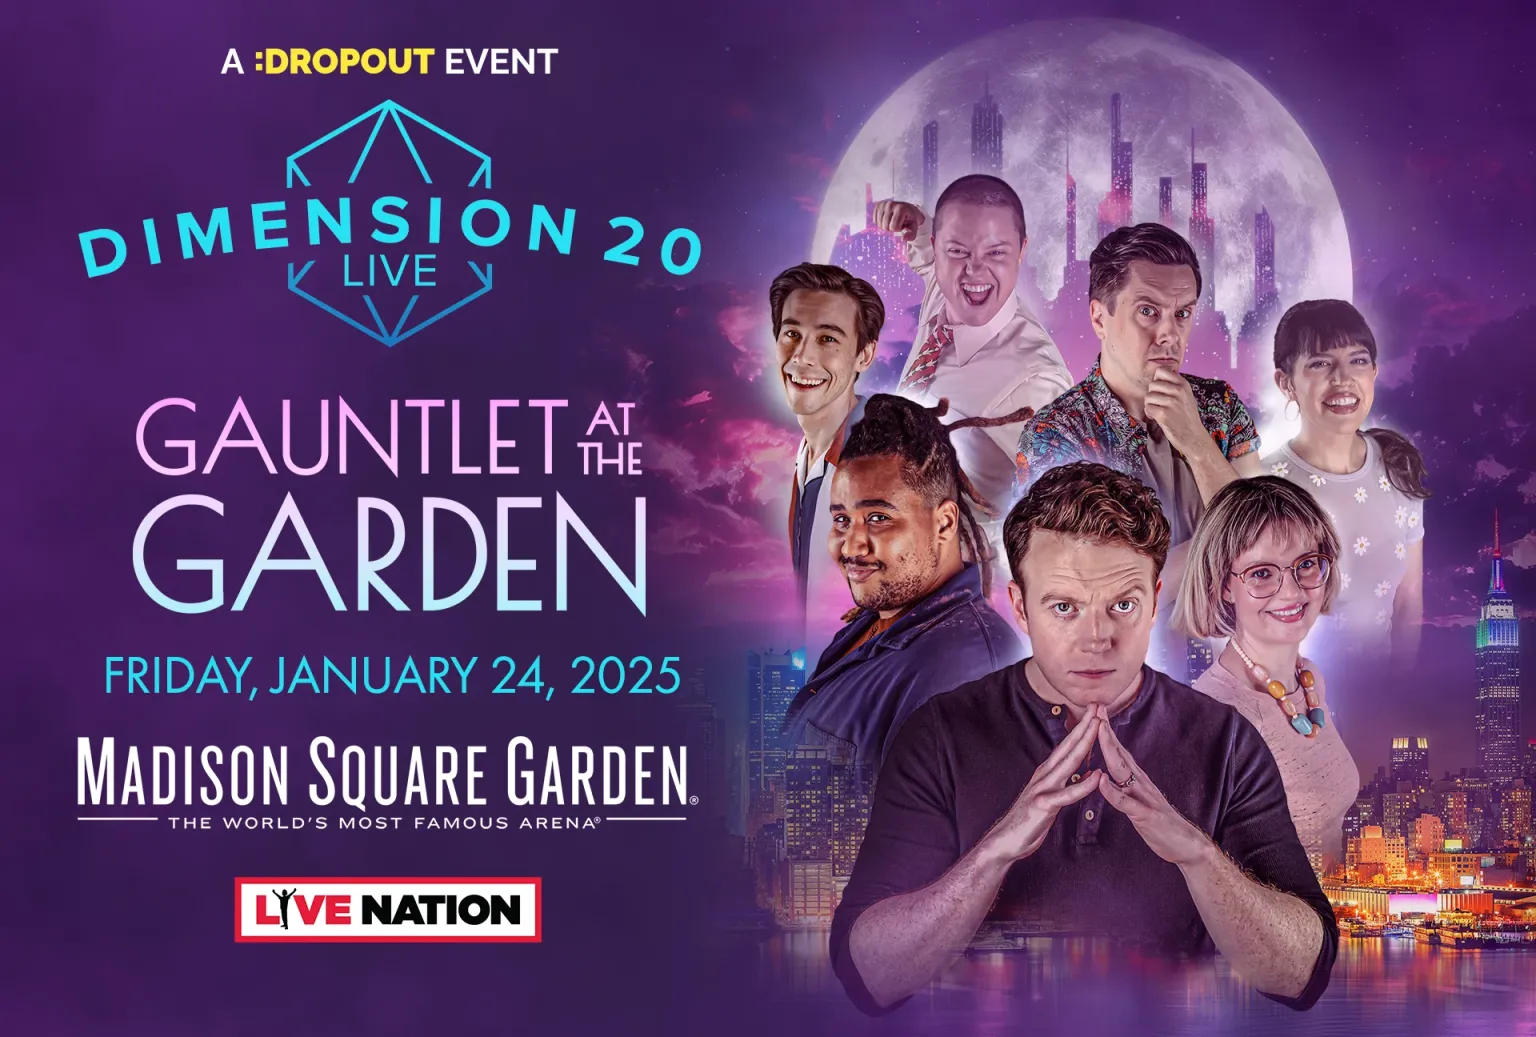 A :DROPOUT EVENT
DIMENSION 20
LIVE
GAUNTLET AT THE
GARDEN
FRIDAY, JANUARY 24, 2025
MADISON SQUARE GARDEN®
THE WORLD'S MOST FAMOUS ARENA®
LIVE NATION